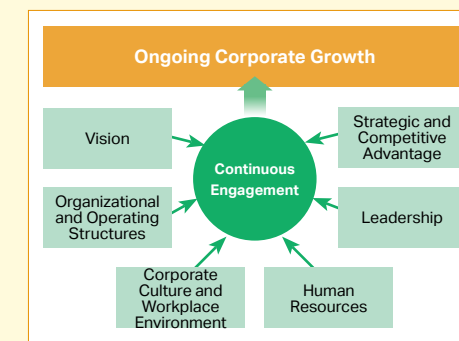 Ongoing Corporate Growth
Vision
Strategic and
Competitive
Advantage
Continuous
Engagement
Organizational
and Operating
Structures
Leadership
Corporate
Culture and
Workplace
Environment
Human
Resources